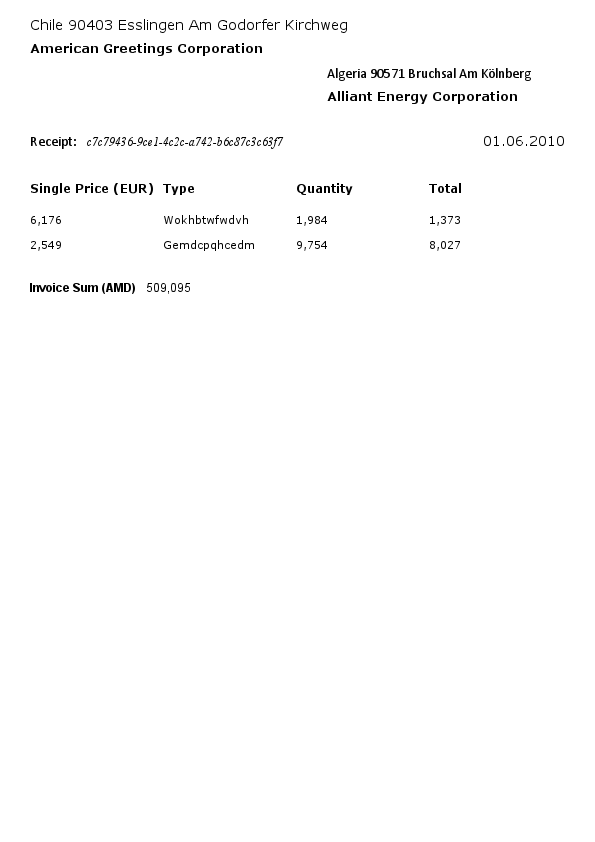 Chile 90403 Esslingen Am Godorfer Kirchweg
American Greetings Corporation
Algeria 90571 Bruchsal Am Kölnberg
Alliant Energy Corporation
Receipt: c7c79436-9ce1-4c2c-a742-b6c87c3c63f7 01.06.2010
Single Price (EUR) Type Quantity Total
6,176 Wokhbtwfwdvh 1,984 1,373
2,549 Gemdcpqhcedm 9,754 8,027
Invoice Sum (AMD) 509,095